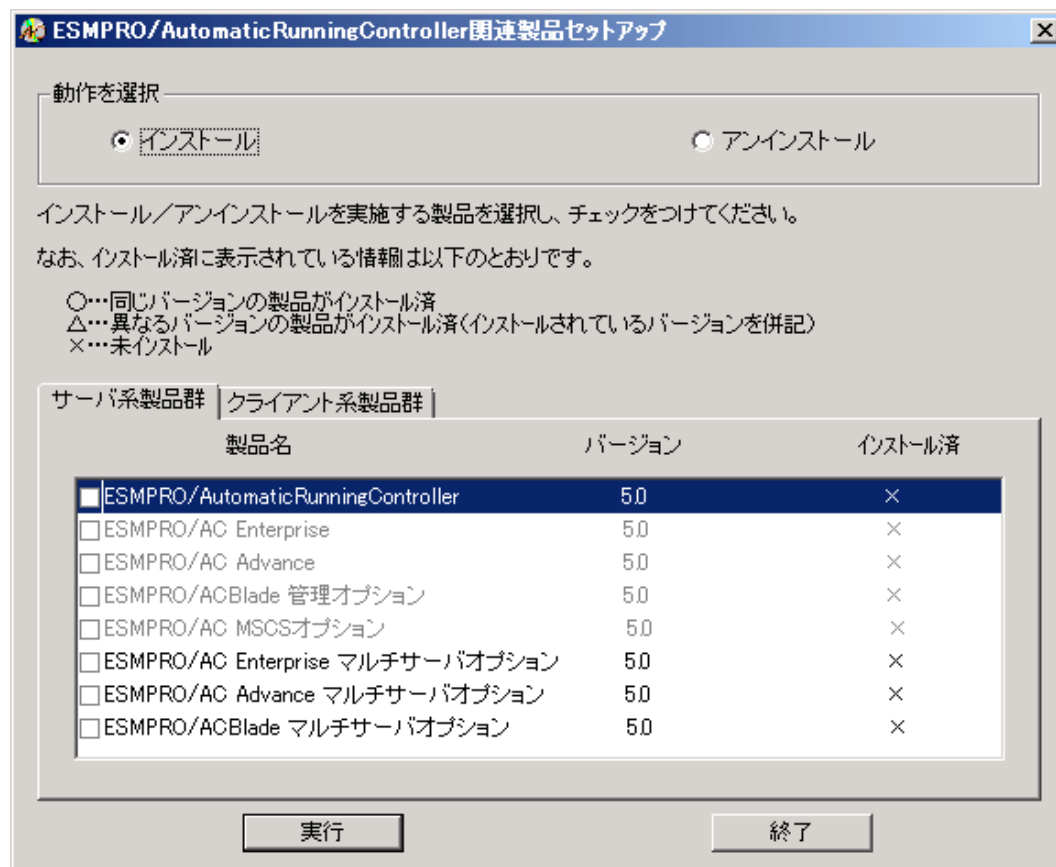 ESMPRO/AutomaticRunningController関連製品セットアップ
動作を選択
インストール アンインストール
インストール/アンインストールを実施する製品を選択し、チェックをつけてください。
なお、インストール済に表示されている情報は以下のとおりです。
○…同じバージョンの製品がインストール済
△…異なるバージョンの製品がインストール済(インストールされているバージョンを併記)
×…未インストール
サーバ系製品群 クライアント系製品群
製品名 バージョン インストール済
ESMPRO/AutomaticRunningController 5.0 ×
ESMPRO/AC Enterprise 5.0 ×
ESMPRO/AC Advance 5.0 ×
ESMPRO/ACBlade 管理オプション 5.0 ×
ESMPRO/AC MSCSオプション 5.0 ×
ESMPRO/AC Enterprise マルチサーバオプション 5.0 ×
ESMPRO/AC Advance マルチサーバオプション 5.0 ×
ESMPRO/ACBlade マルチサーバオプション 5.0 ×
実行 終了